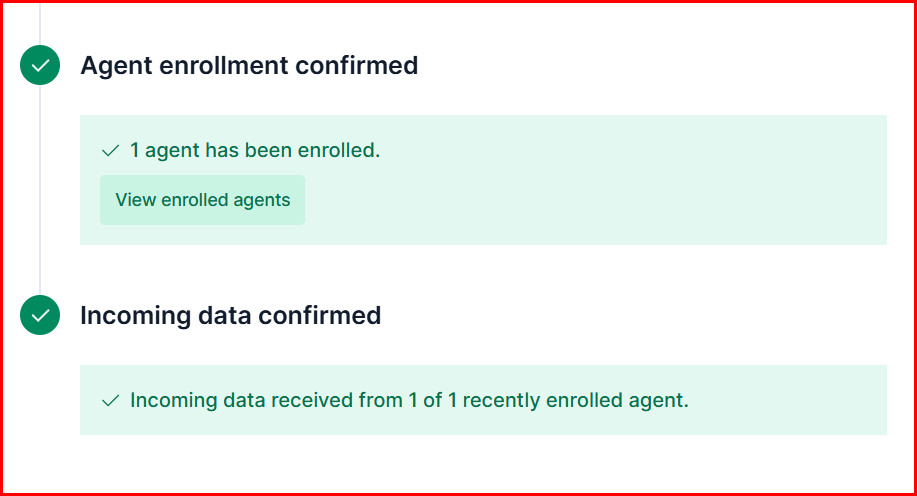 Agent enrollment confirmed
1 agent has been enrolled.
View enrolled agents
Incoming data confirmed
Incoming data received from 1 of 1 recently enrolled agent.